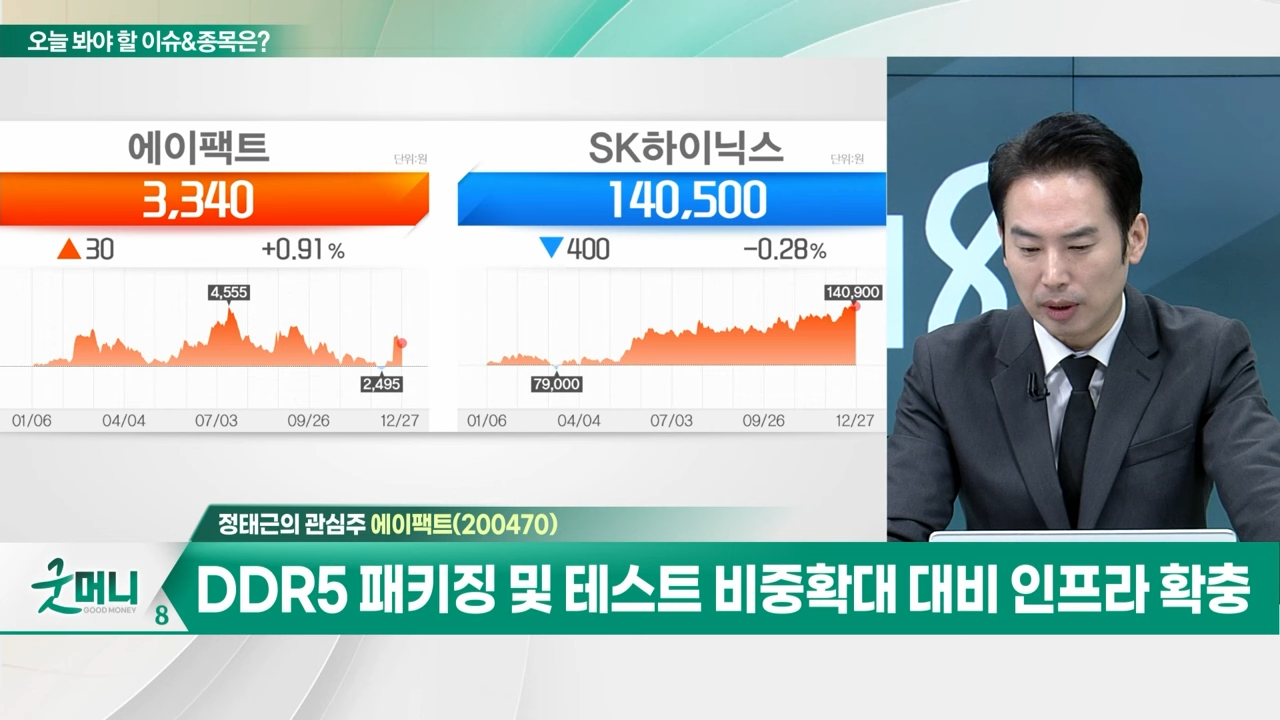 오늘 봐야 할 이슈&종목은?
에이팩트
단위:원
3,340
▲30 +0.91%
4,555
2,495
01/06 04/04 07/03 09/26 12/27
SK하이닉스
단위:원
140,500
▼400 -0.28%
140,900
79,000
01/06 04/04 07/03 09/26 12/27
8
정태근의 관심주 에이팩트(200470)
굿머니
GOOD MONEY
8
DDR5 패키징 및 테스트 비중확대 대비 인프라 확충